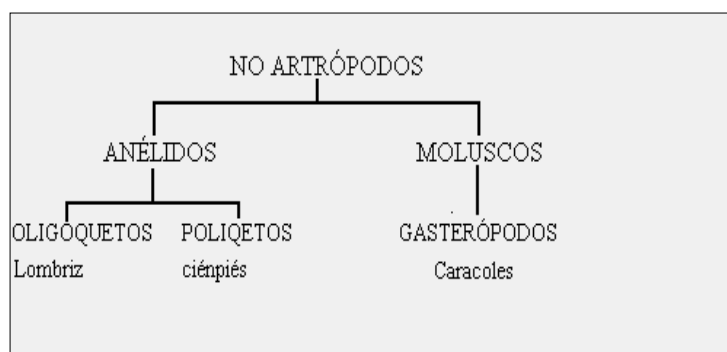 NO ARTRÓPODOS
ANÉLIDOS MOLUSCOS
OLIGOQUETOS POLIQETOS GASTERÓPODOS
Lombriz ciénpiés Caracoles